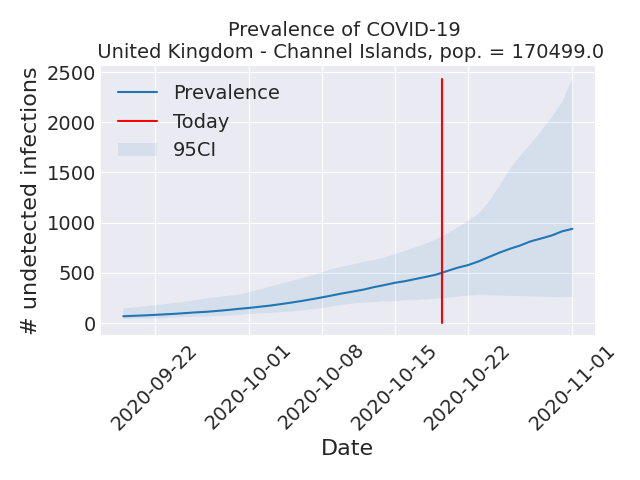 Prevalence of COVID-19
United Kingdom - Channel Islands, pop. = 170499.0
# undetected infections
2500
2000
1500
1000
500
0
Prevalence
Today
95CI
2020-09-22
2020-10-01
2020-10-08
2020-10-15
2020-10-22
2020-11-01
Date